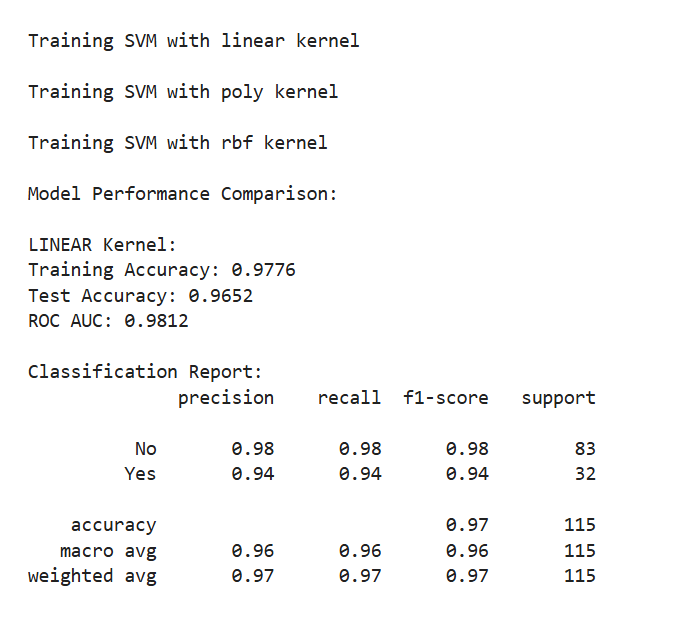 Training SVM with linear kernel
Training SVM with poly kernel
Training SVM with rbf kernel
Model Performance Comparison:
LINEAR Kernel:
Training Accuracy: 0.9776
Test Accuracy: 0.9652
ROC AUC: 0.9812
Classification Report:
precision recall f1-score support
No 0.98 0.98 0.98 83
Yes 0.94 0.94 0.94 32
accuracy 0.97 115
macro avg 0.96 0.96 0.96 115
weighted avg 0.97 0.97 0.97 115